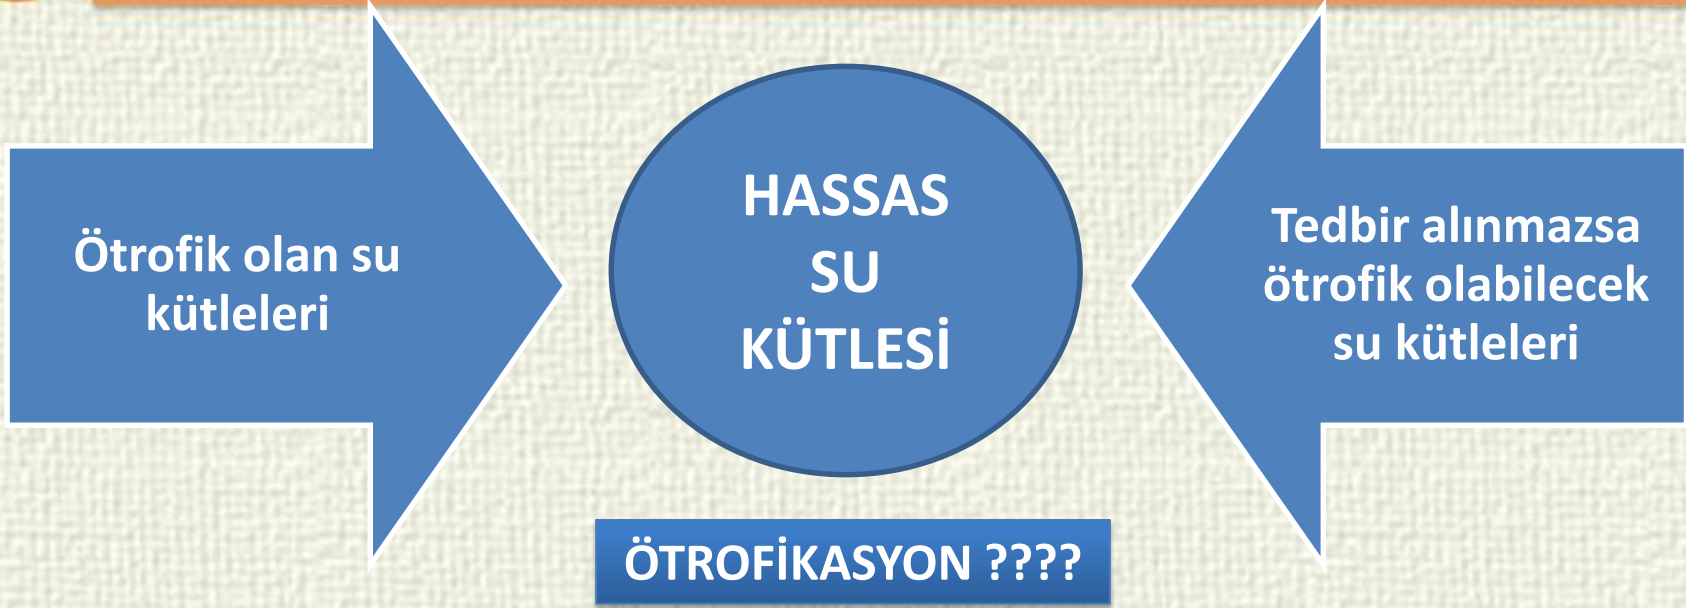 Ötrofik olan su
kütleleri
HASSAS
SU
KÜTLESİ
Tedbir alınmazsa
ötrofik olabilecek
su kütleleri
ÖTROFİKASYON ????